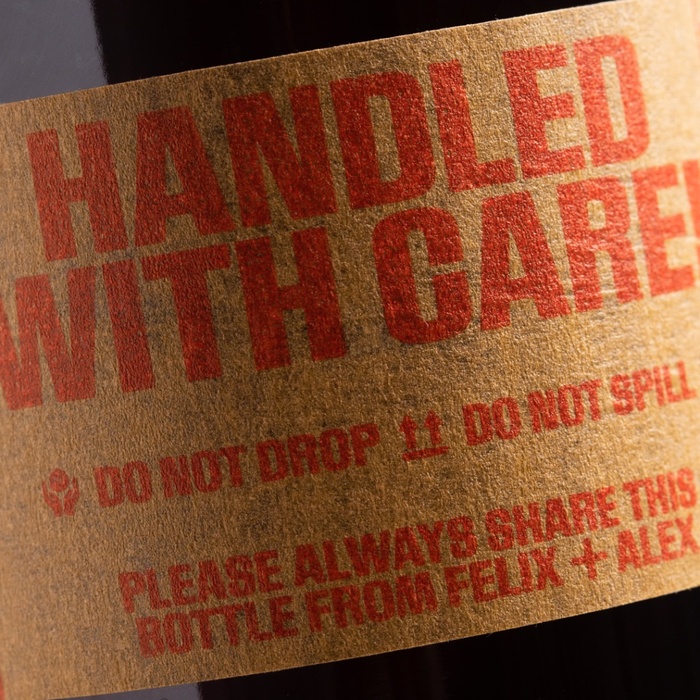 HANDLED
WITH CARE!
DO NOT DROP DO NOT SPILL
PLEASE ALWAYS SHARE THIS
BOTTLE FROM FELIX + ALEX